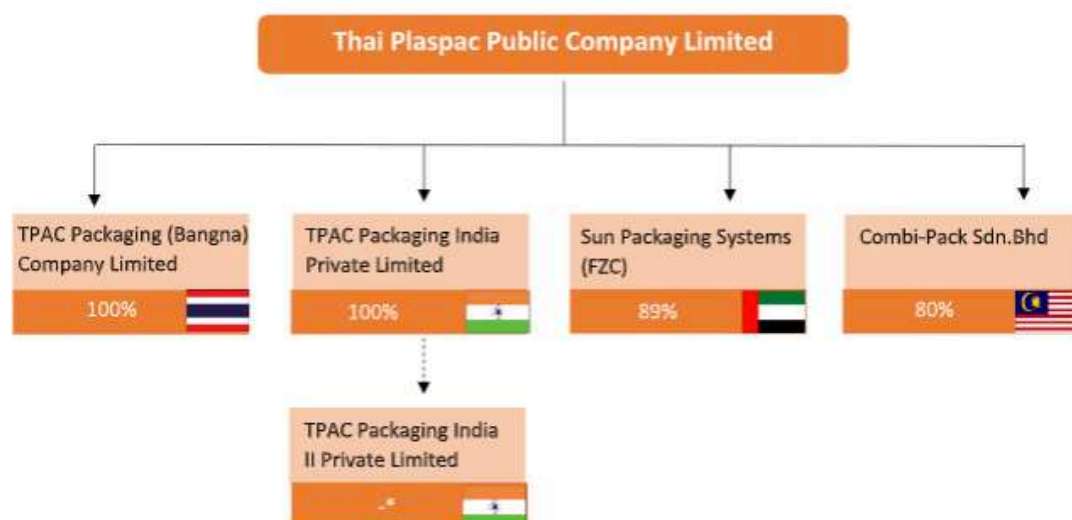 Thai Plaspac Public Company Limited
TPAC Packaging (Bangna)
Company Limited
100%
TPAC Packaging India
Private Limited
100%
Sun Packaging Systems
(FZC)
89%
Combi-Pack Sdn.Bhd
80%
TPAC Packaging India
II Private Limited
-*